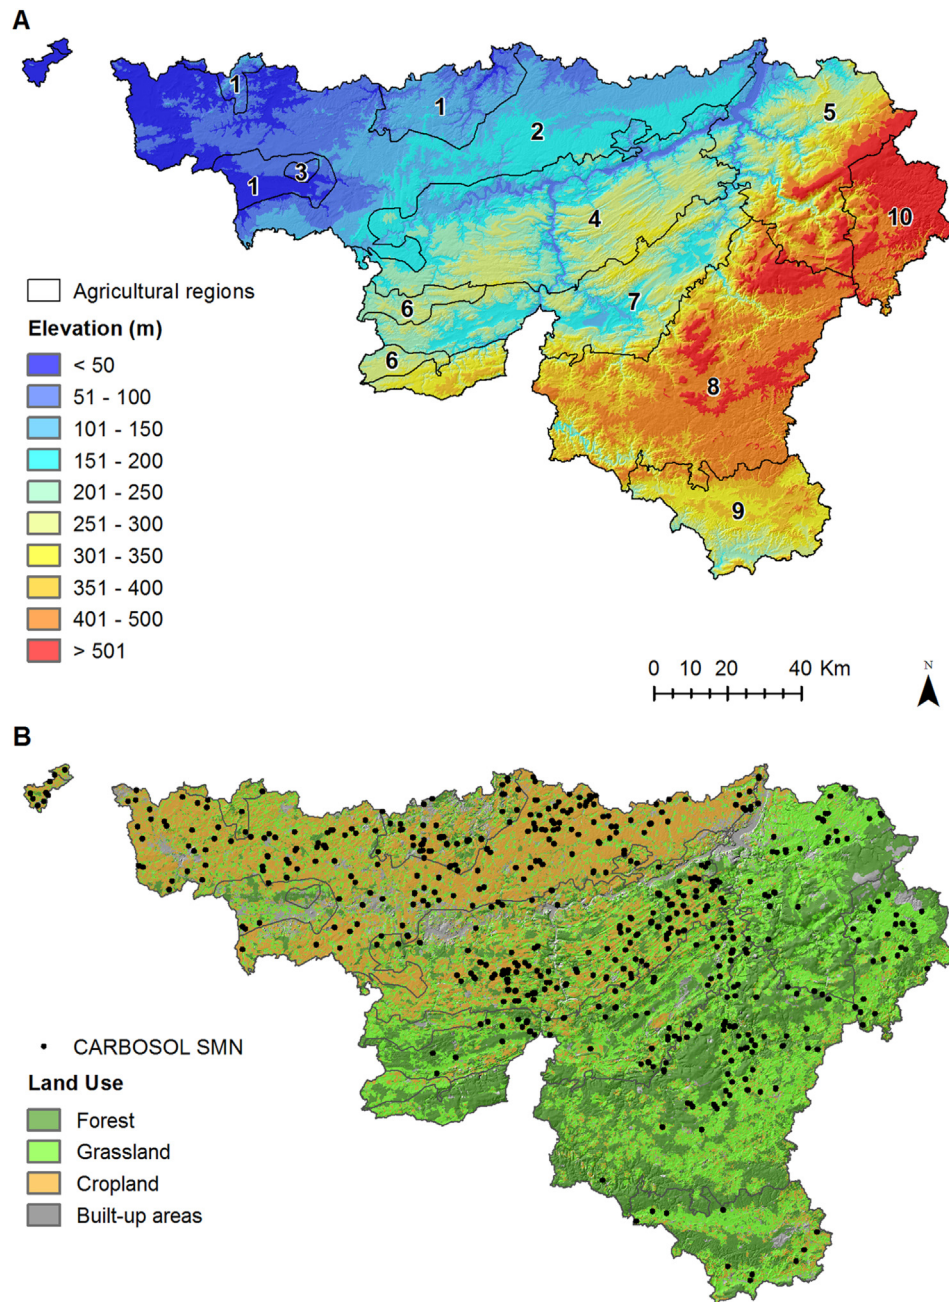 A
1
1
2
5
3
1
10
4
Agricultural regions
6
7
Elevation (m)
6
< 50
8
51 - 100
101 - 150
151 - 200
201 - 250
9
251 - 300
301 - 350
351 - 400
401 - 500
> 501
0 10 20 40 Km
N
B
CARBOSOL SMN
Land Use
Forest
Grassland
Cropland
Built-up areas